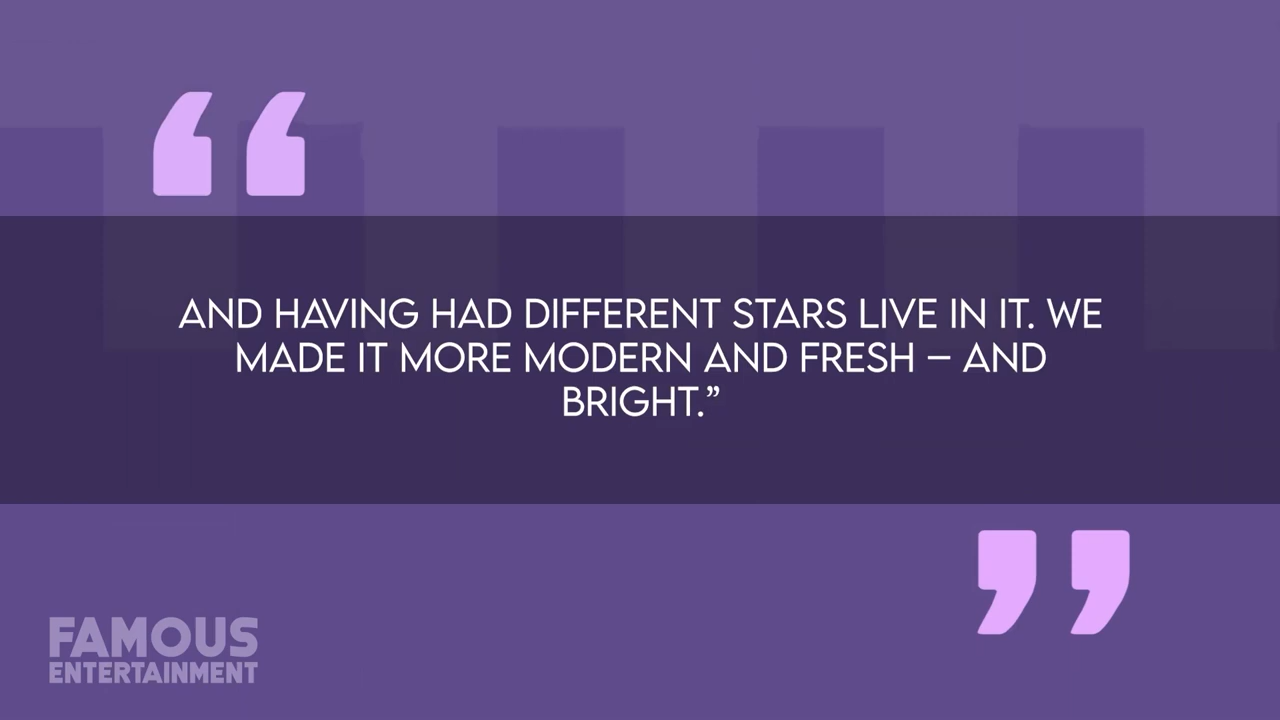 “
AND HAVING HAD DIFFERENT STARS LIVE IN IT. WE
MADE IT MORE MODERN AND FRESH – AND
BRIGHT.”
”
FAMOUS
ENTERTAINMENT